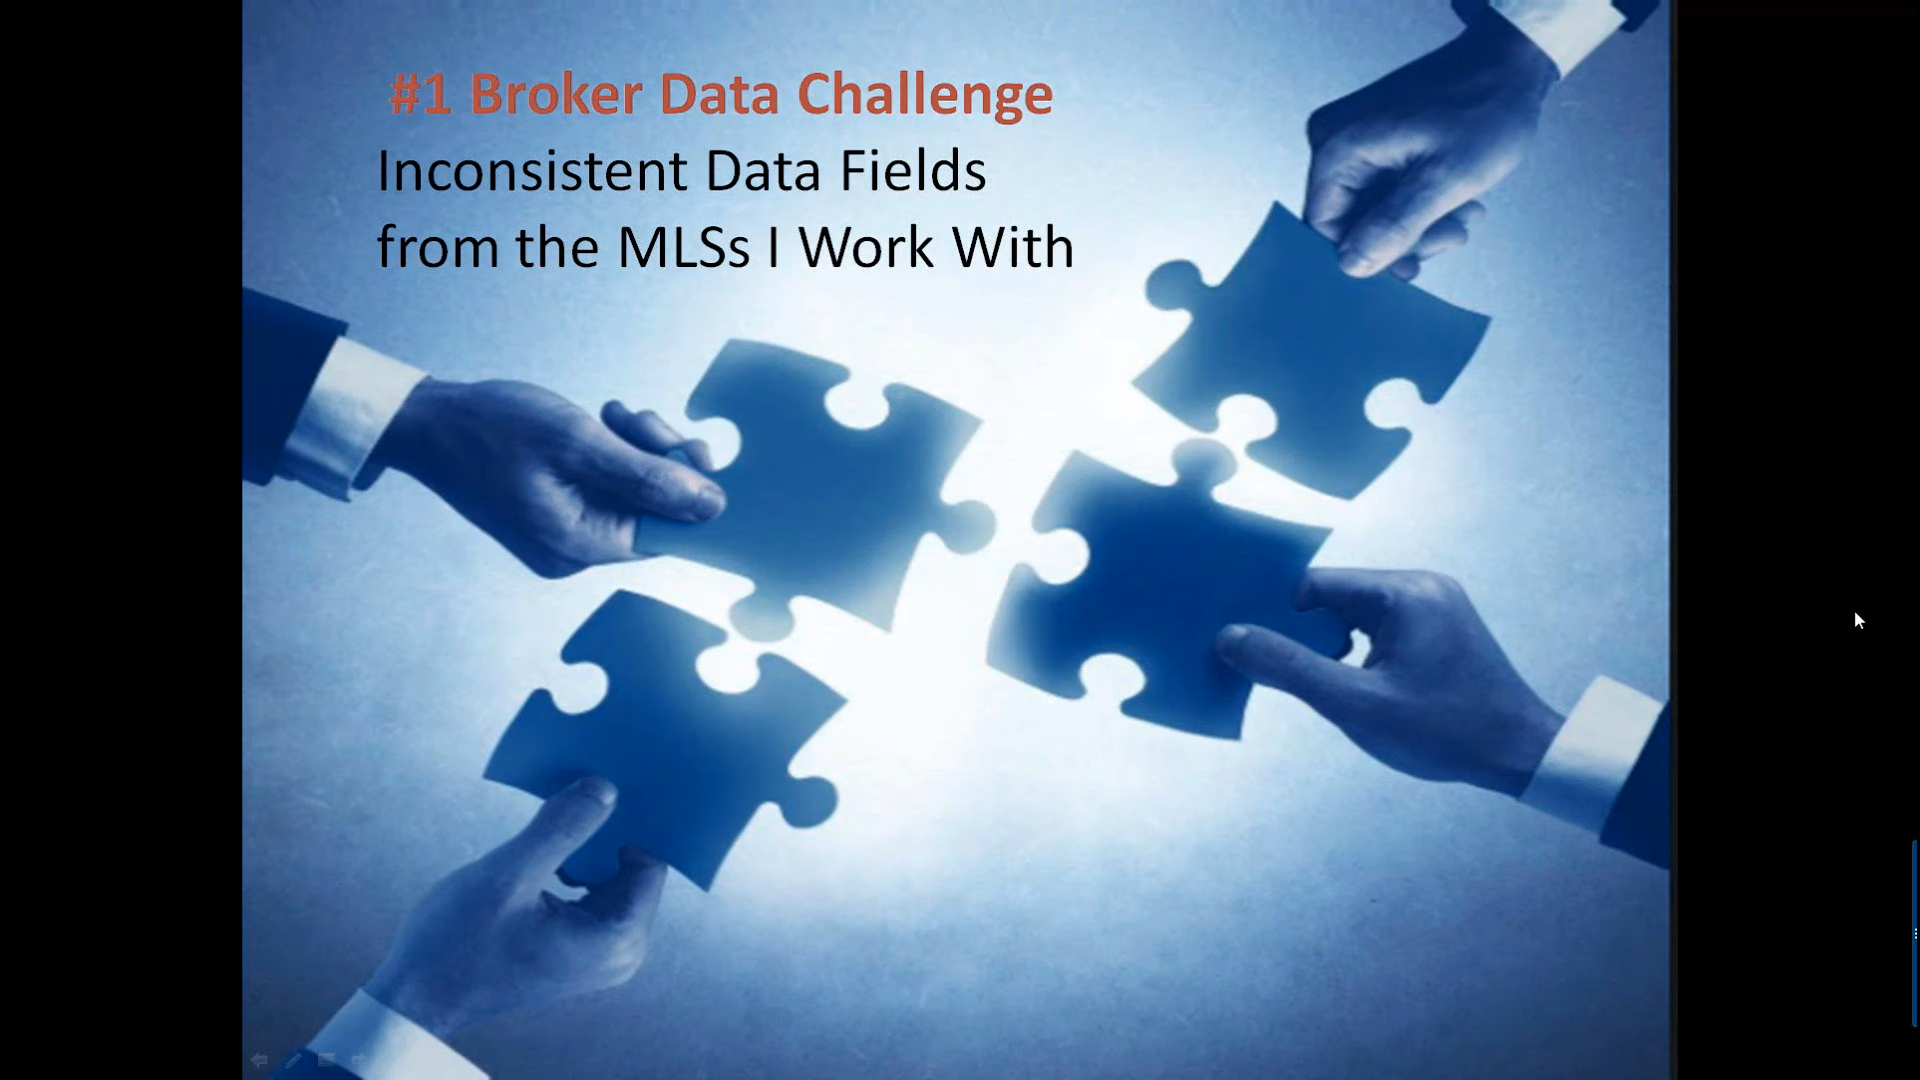 #1 Broker Data Challenge
Inconsistent Data Fields
from the MLSs I Work With